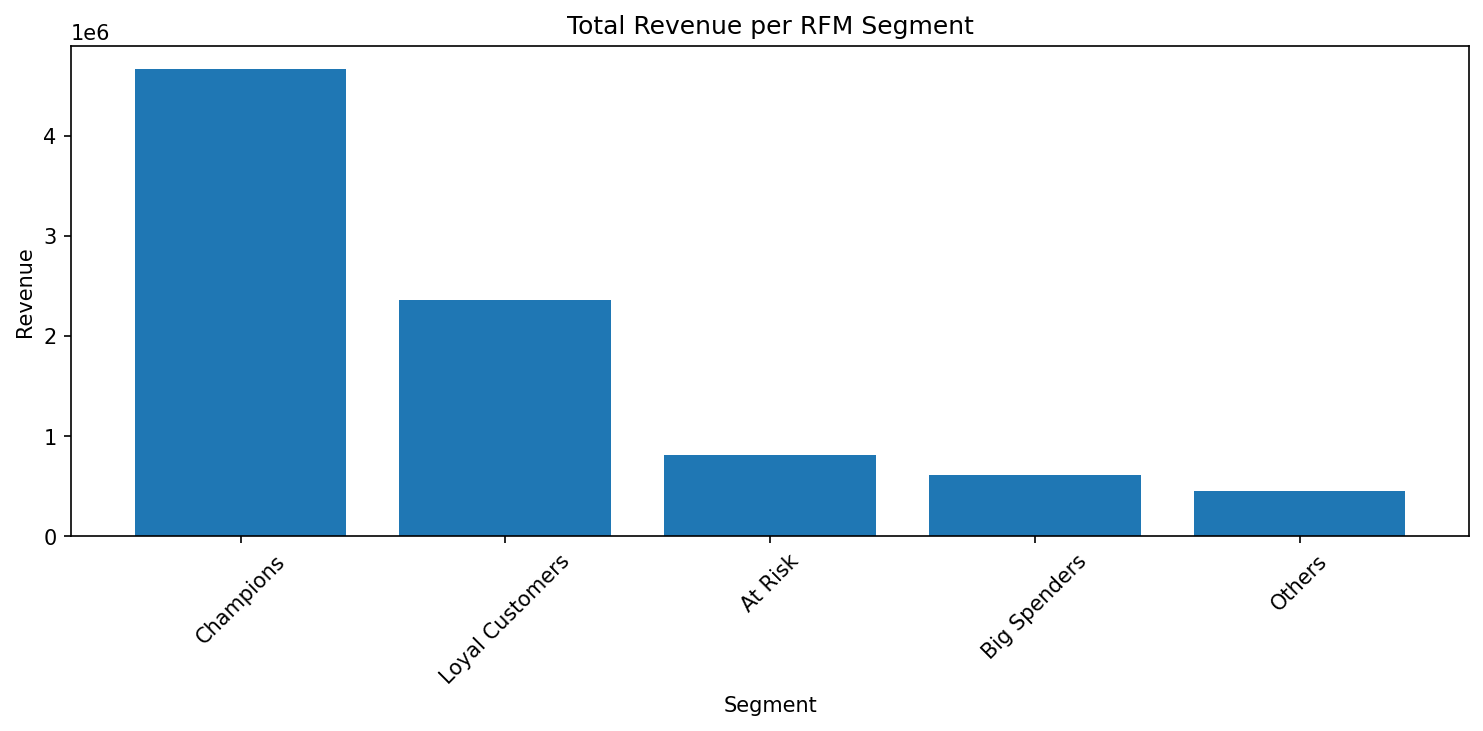 Total Revenue per RFM Segment
1e6
4
3
2
1
0
Revenue
Champions
Loyal Customers
At Risk
Big Spenders
Others
Segment